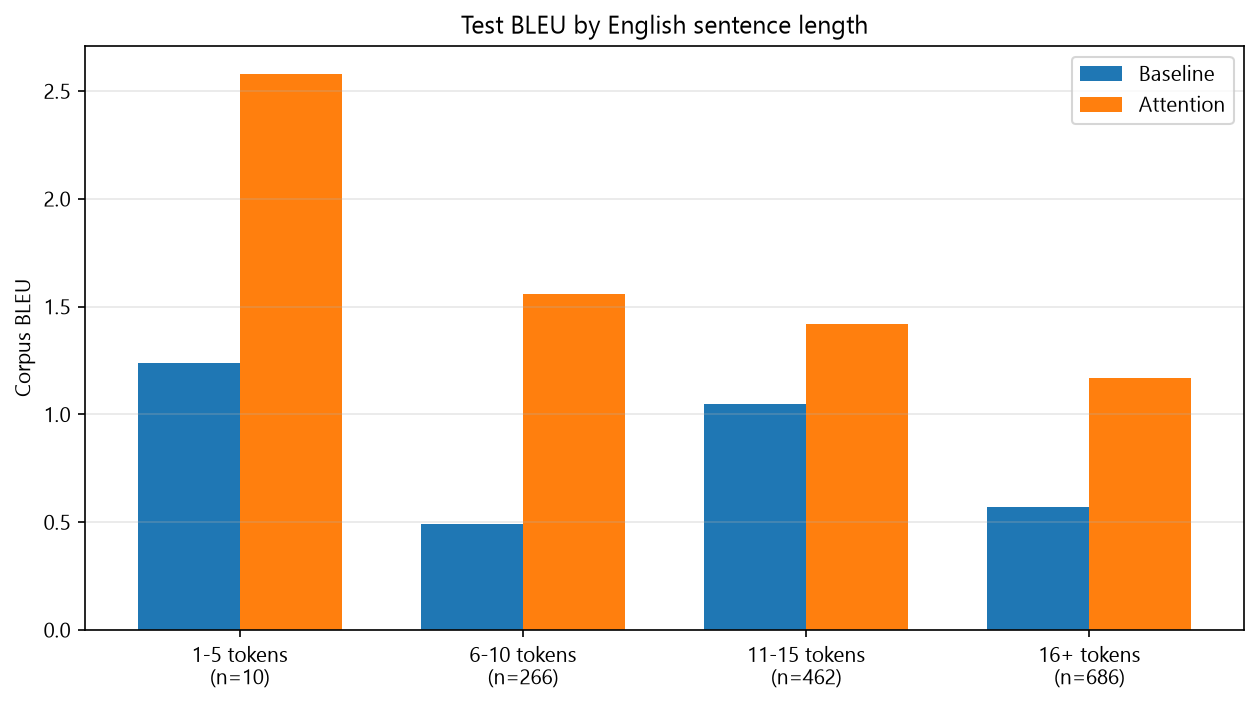 Test BLEU by English sentence length
Baseline
Attention
Corpus BLEU
2.5
2.0
1.5
1.0
0.5
0.0
1-5 tokens
(n=10)
6-10 tokens
(n=266)
11-15 tokens
(n=462)
16+ tokens
(n=686)